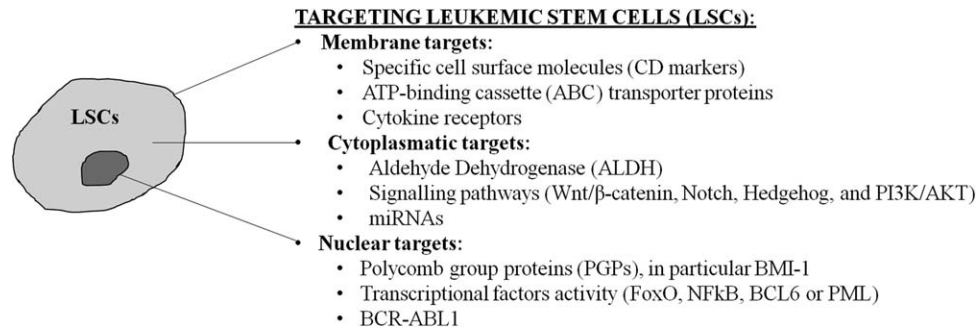 TARGETING LEUKEMIC STEM CELLS (LSCs):
• Membrane targets:
• Specific cell surface molecules (CD markers)
• ATP-binding cassette (ABC) transporter proteins
• Cytokine receptors
LSCs
• Cytoplasmatic targets:
• Aldehyde Dehydrogenase (ALDH)
• Signalling pathways (Wnt/β-catenin, Notch, Hedgehog, and PI3K/AKT)
• miRNAs
• Nuclear targets:
• Polycomb group proteins (PGPs), in particular BMI-1
• Transcriptional factors activity (FoxO, NFkB, BCL6 or PML)
• BCR-ABL1